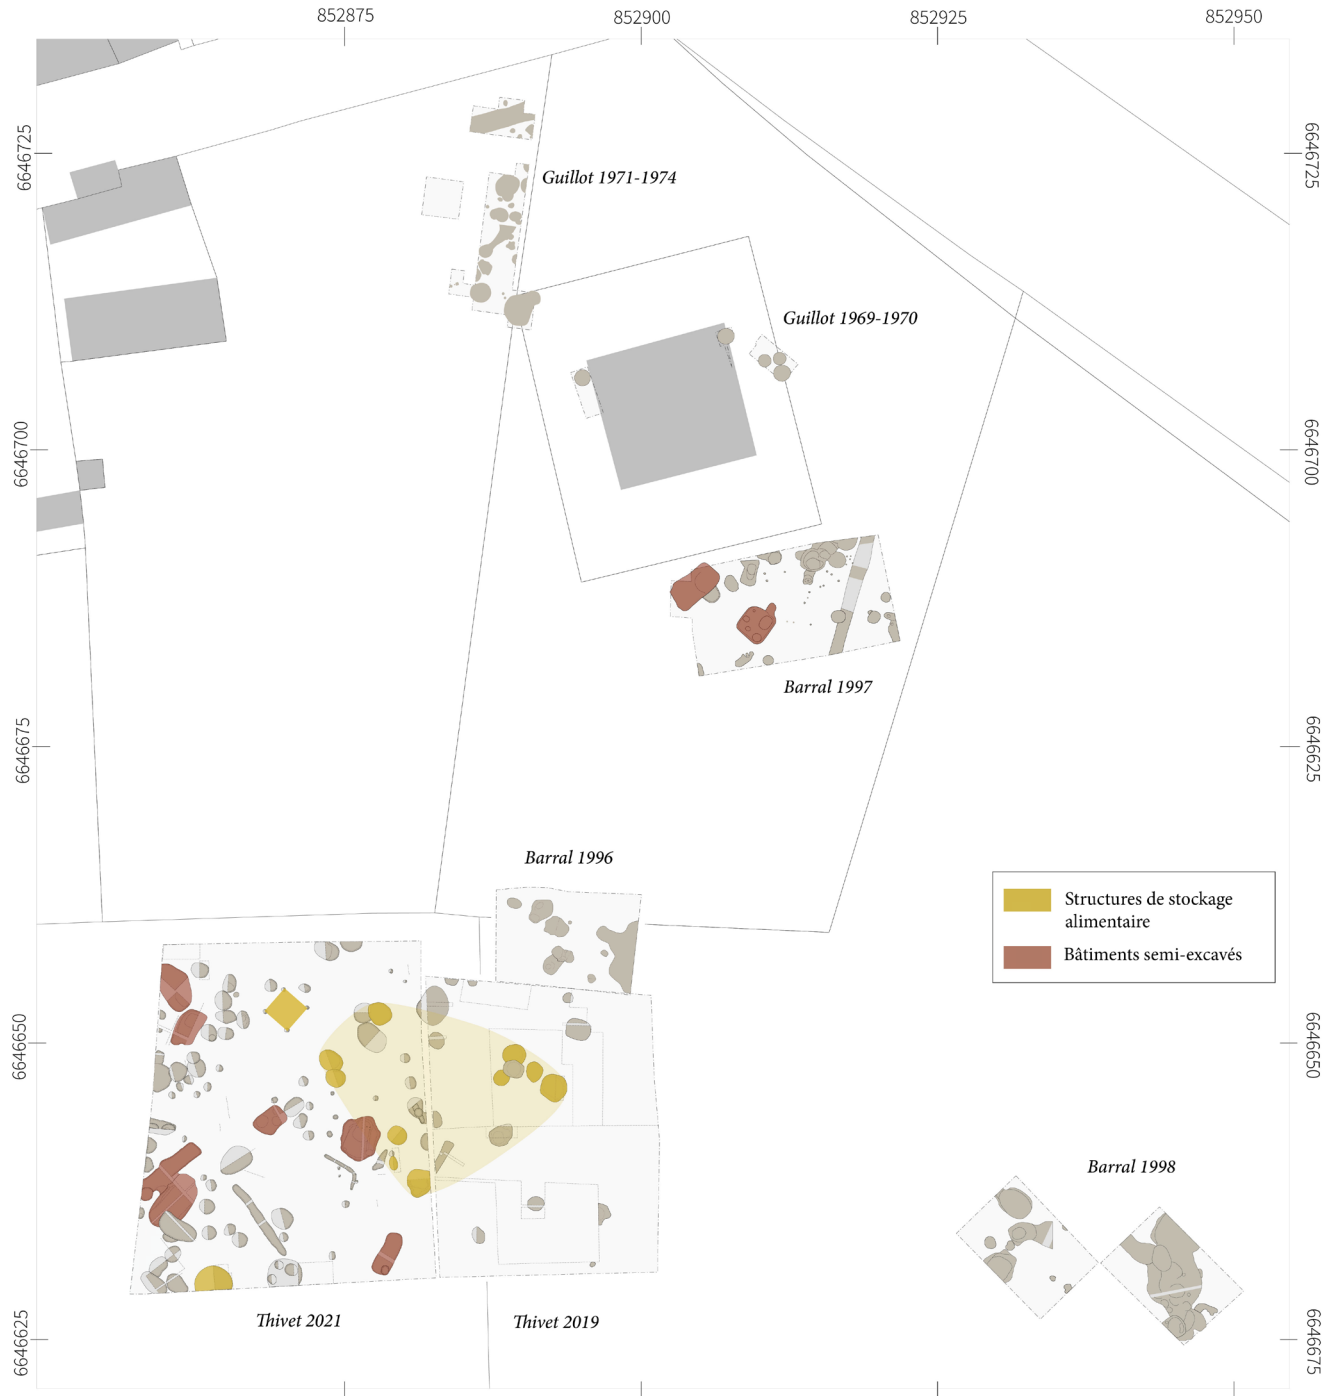 852875
852900
852925
852950
6646725
6646725
Guillot 1971-1974
Guillot 1969-1970
6646700
6646700
Barral 1997
6646675
6646625
Barral 1996
Structures de stockage
alimentaire
Bâtiments semi-excavés
6646650
6646650
Barral 1998
Thivet 2021
Thivet 2019
6646625
6646675